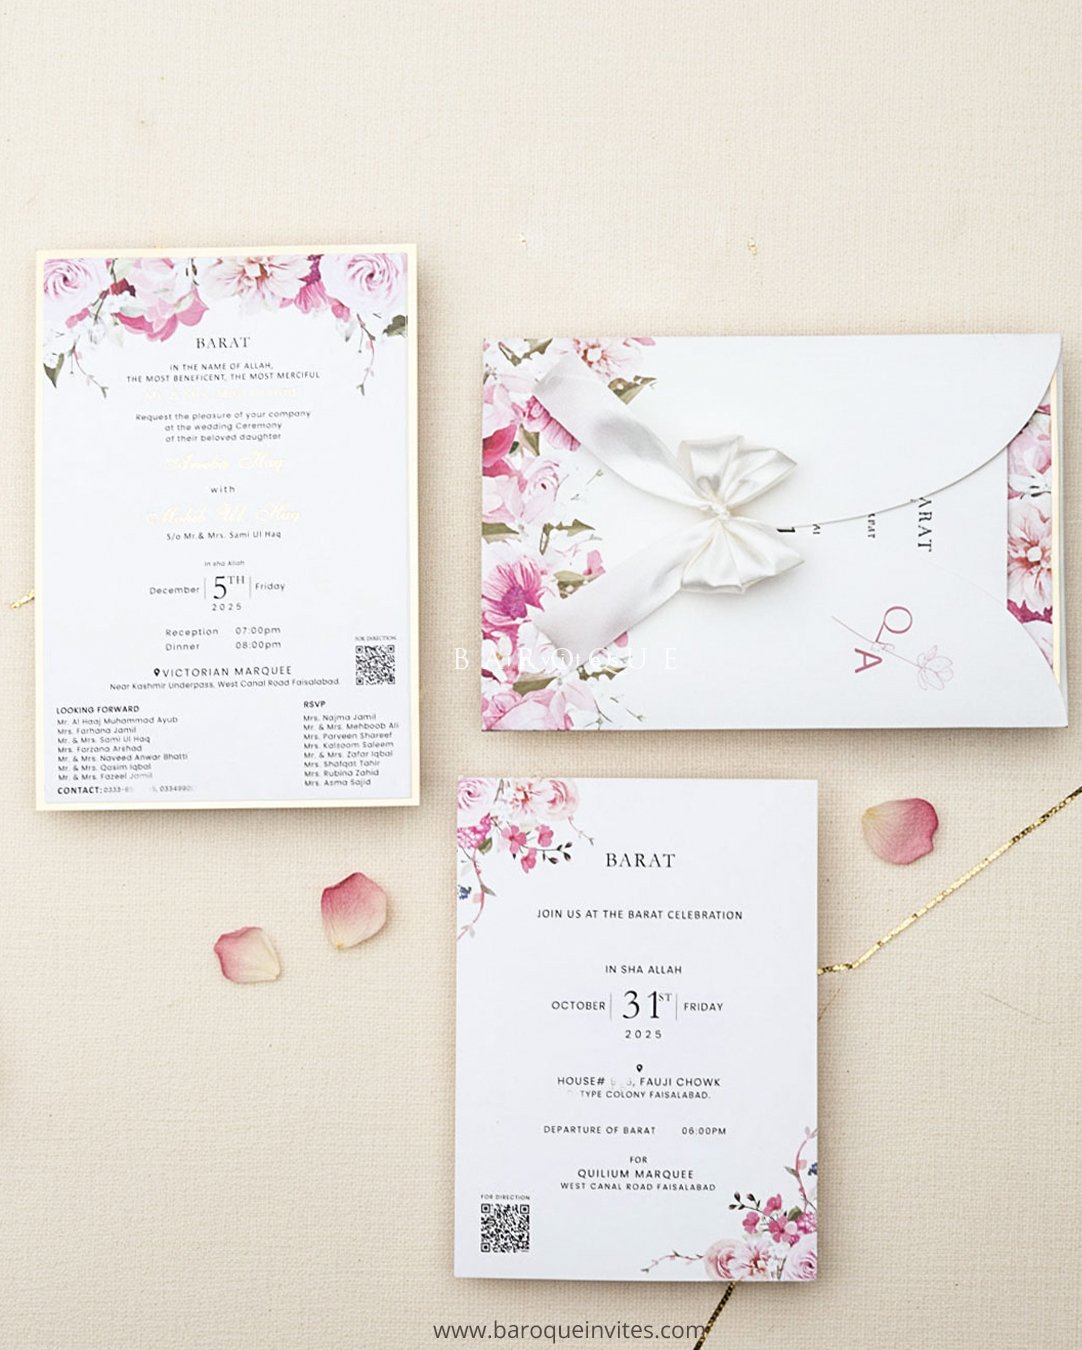 BARAT
IN THE NAME OF ALLAH,
THE MOST BENEFICENT, THE MOST MERCIFUL
Request the pleasure of your company
at the wedding Ceremony
of their beloved daughter
Haq
with
Mohib Ul Haq
S/o Mr.& Mrs. Sami Ul Haq
In sha Allah
December 5TH Friday
2025
Reception 07:00pm
Dinner 08:00pm
FOR DIRECTION
VICTORIAN MARQUEE
Near Kashmir Underpass, West Canal Road Faisalabad.
LOOKING FORWARD
Mr. Al Haaj Muhammad Ayub
Mrs. Farhana Jamil
Mr. & Mrs. Sami Ul Haq
Mrs. Farzana Arshad
Mr. & Mrs. Naveed Anwar Bhatti
Mr. & Mrs. Qasim Iqbal
Mr. & Mrs. Fazeel Jamil
CONTACT:
RSVP
Mrs. Najma Jamil
Mr. & Mrs. Mehboob Ali
Mrs. Parveen Shareef
Mrs. Kalsoom Saleem
Mr. & Mrs. Zafar Iqbal
Mrs. Shafqat Tahir
Mrs. Rubina Zahid
Mrs. Asma Sajid
ARAT
Q
A
BAROQUE
BARAT
JOIN US AT THE BARAT CELEBRATION
IN SHA ALLAH
OCTOBER 31ST FRIDAY
2025
HOUSE# , FAUJI CHOWK
TYPE COLONY FAISALABAD.
DEPARTURE OF BARAT 06:00PM
FOR
QUILIUM MARQUEE
WEST CANAL ROAD FAISALABAD
FOR DIRECTION
www.baroqueinvites.com